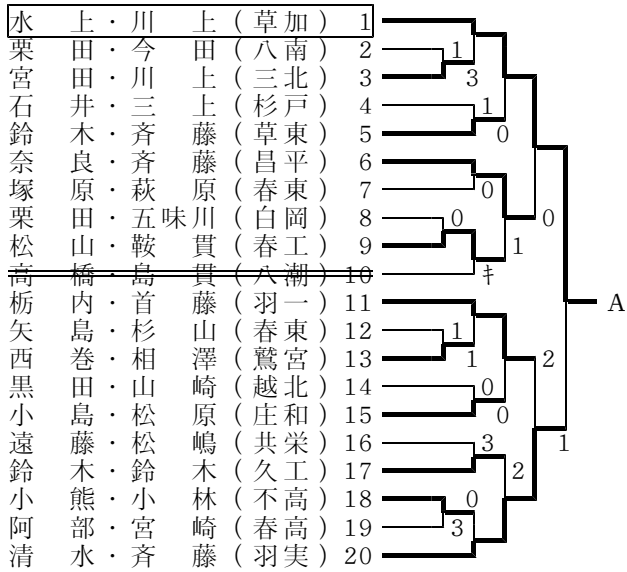 水上・川上(草加) 1
栗田・今田(八南) 2
1
宮田・川上(三北) 3
3
石井・三上(杉戸) 4
1
鈴木・斉藤(草東) 5
0
奈良・斉藤(昌平) 6
塚原・萩原(春東) 7
0
栗田・五味川(白岡) 8
0
0
松山・鞍貫(春工) 9
1
高橋・島貫(八潮) 10
キ
栃内・首藤(羽一) 11
A
矢島・杉山(春東) 12
1
西巻・相澤(鷲宮) 13
1
2
黒田・山崎(越北) 14
0
小島・松原(庄和) 15
0
遠藤・松嶋(共栄) 16
3
1
鈴木・鈴木(久工) 17
2
小熊・小林(不高) 18
0
阿部・宮崎(春高) 19
3
清水・斉藤(羽実) 20